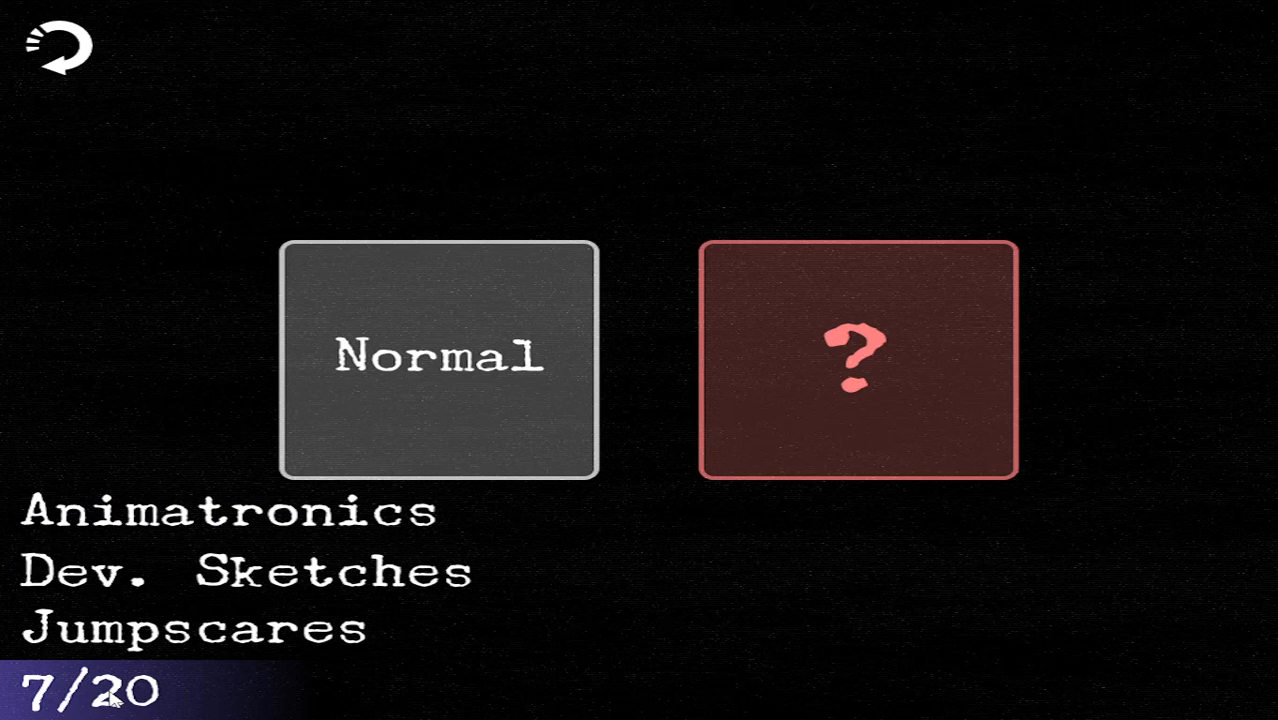 Normal
?
Animatronics
Dev. Sketches
Jumpscares
7/20